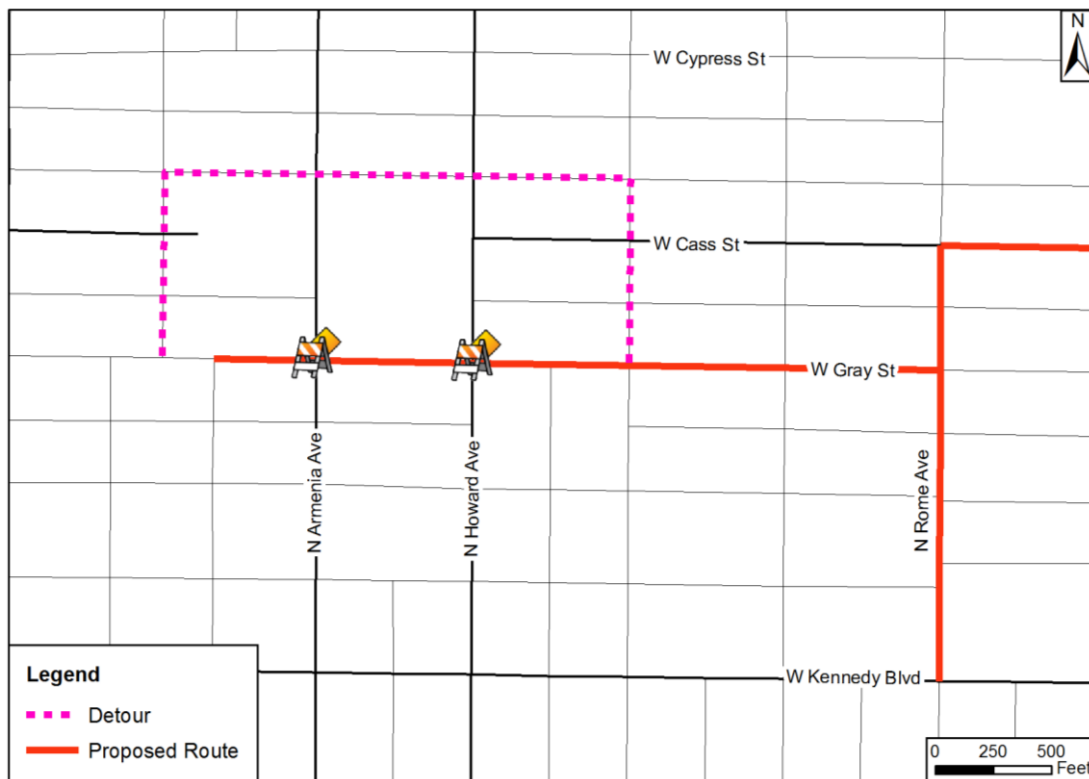 N
W Cypress St
W Cass St
W Gray St
N Armenia Ave
N Howard Ave
N Rome Ave
W Kennedy Blvd
Legend
Detour
Proposed Route
0 250 500
Feet